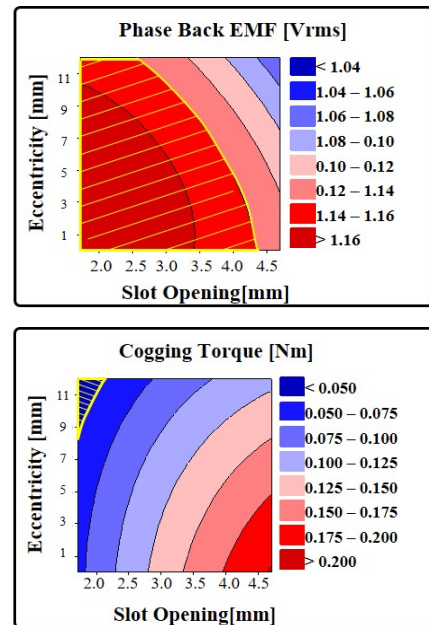 Phase Back EMF [Vrms]
Eccentricity [mm]
11
9
7
5
3
1
2.0 2.5 3.0 3.5 4.0 4.5
Slot Opening[mm]
< 1.04
1.04 – 1.06
1.06 – 1.08
1.08 – 0.10
0.10 – 0.12
0.12 – 1.14
1.14 – 1.16
> 1.16
Cogging Torque [Nm]
Eccentricity [mm]
11
9
7
5
3
1
2.0 2.5 3.0 3.5 4.0 4.5
Slot Opening[mm]
< 0.050
0.050 – 0.075
0.075 – 0.100
0.100 – 0.125
0.125 – 0.150
0.150 – 0.175
0.175 – 0.200
> 0.200